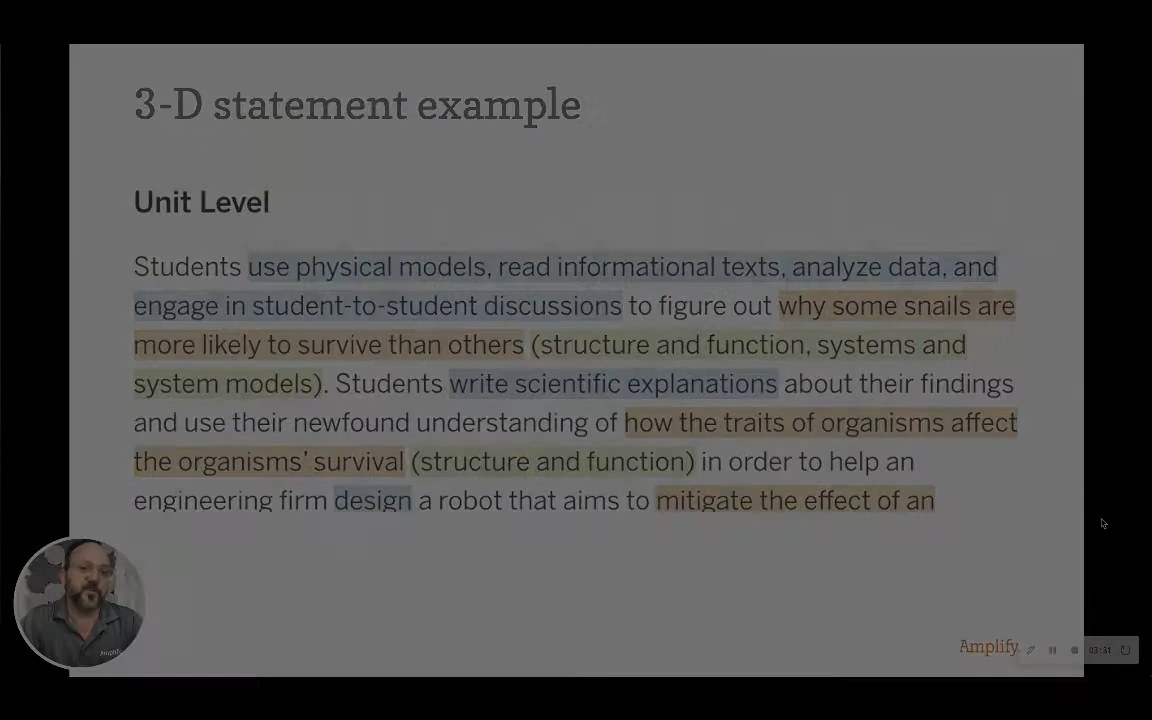 3-D statement example
Unit Level
Students use physical models, read informational texts, analyze data, and
engage in student-to-student discussions to figure out why some snails are
more likely to survive than others (structure and function, systems and
system models). Students write scientific explanations about their findings
and use their newfound understanding of how the traits of organisms affect
the organisms' survival (structure and function) in order to help an
engineering firm design a robot that aims to mitigate the effect of an
Amplify
Amplify.
03:31